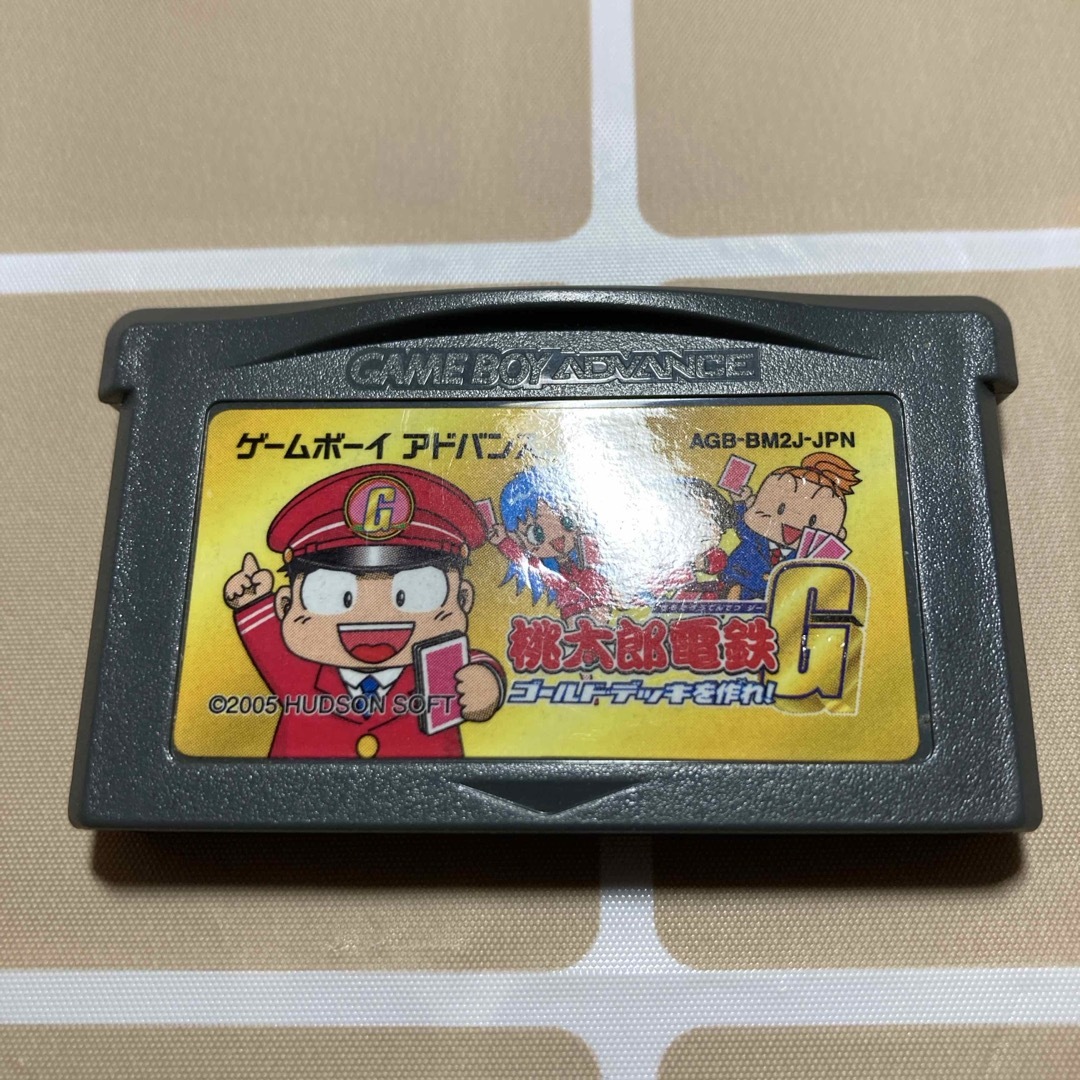 GAME BOY ADVANCE
ゲームボーイ アドバンス
AGB-BM2J-JPN
G
桃太郎電鉄G
ゴールド・デッキを作れ!
©2005 HUDSON SOFT